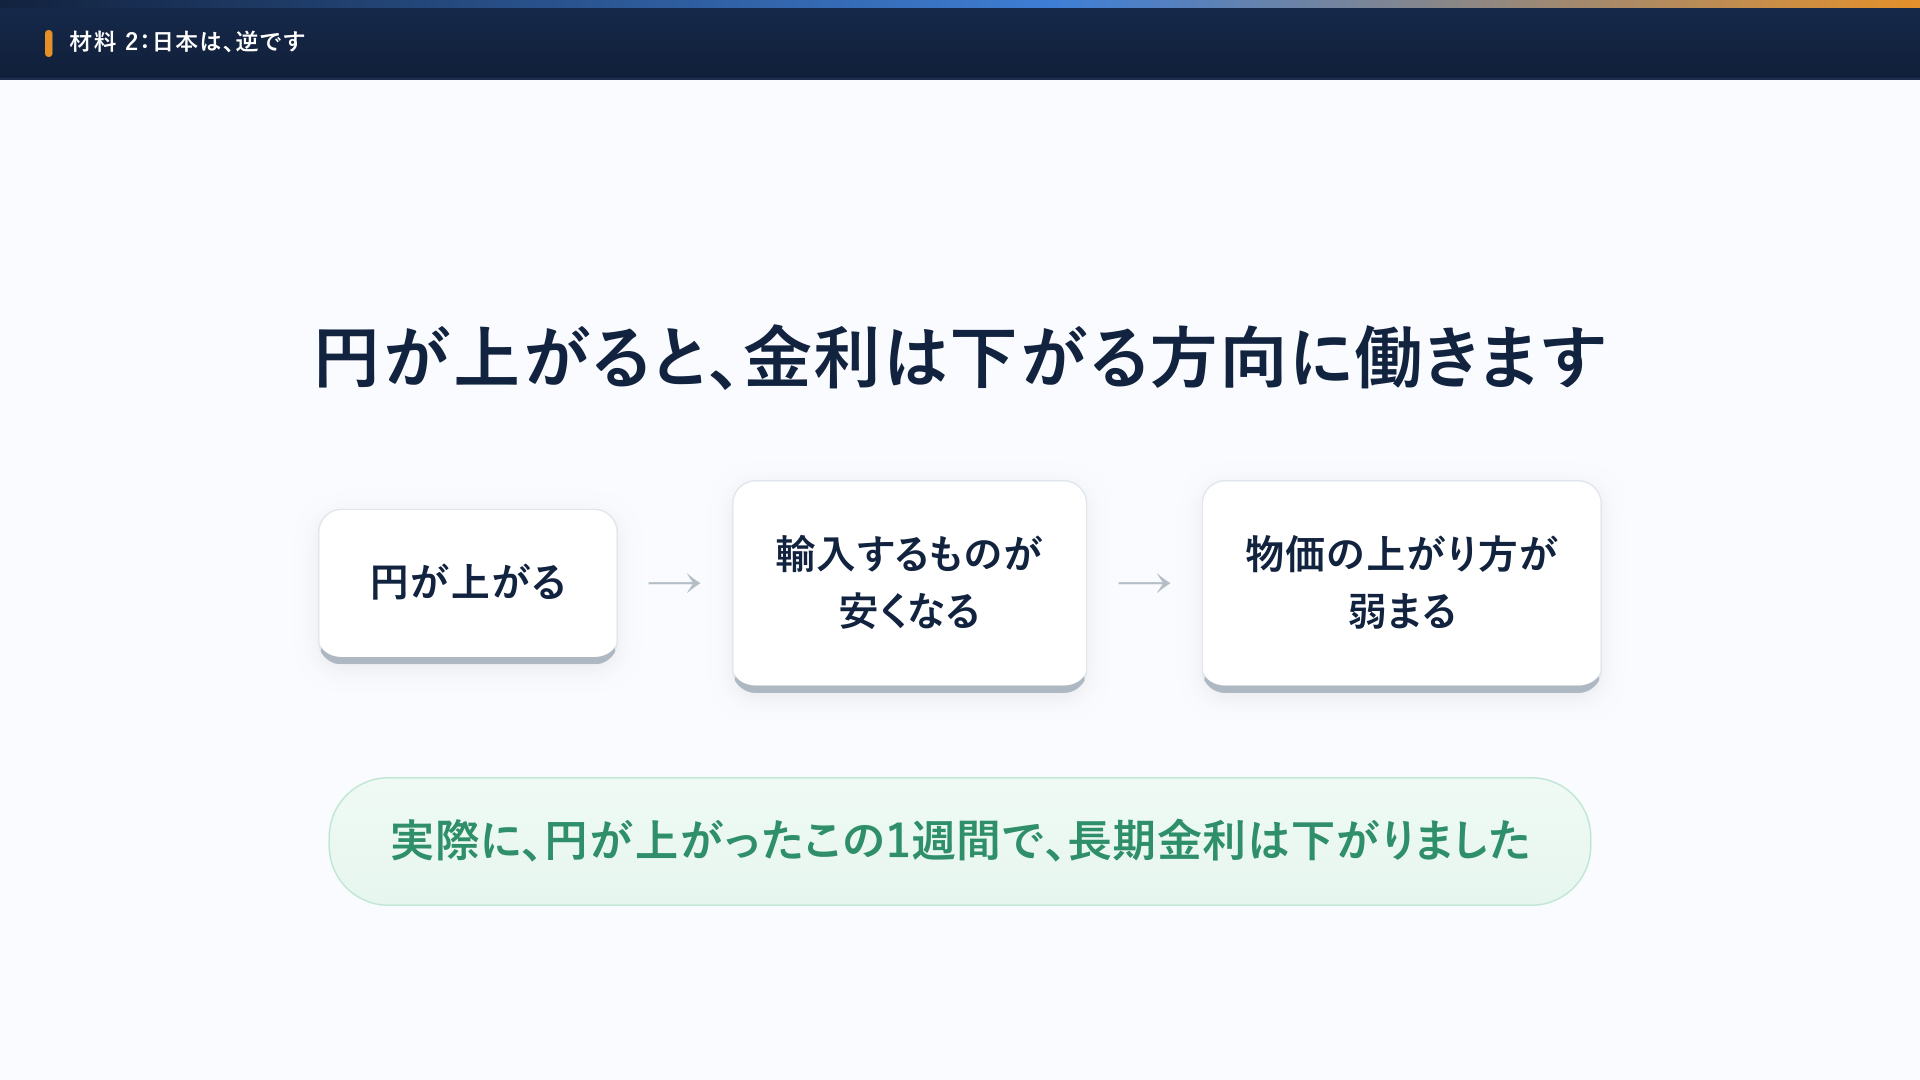 材料 2：日本は、逆です
円が上がると、金利は下がる方向に働きます
円が上がる
輸入するものが
安くなる
物価の上がり方が
弱まる
実際に、円が上がったこの1週間で、長期金利は下がりました